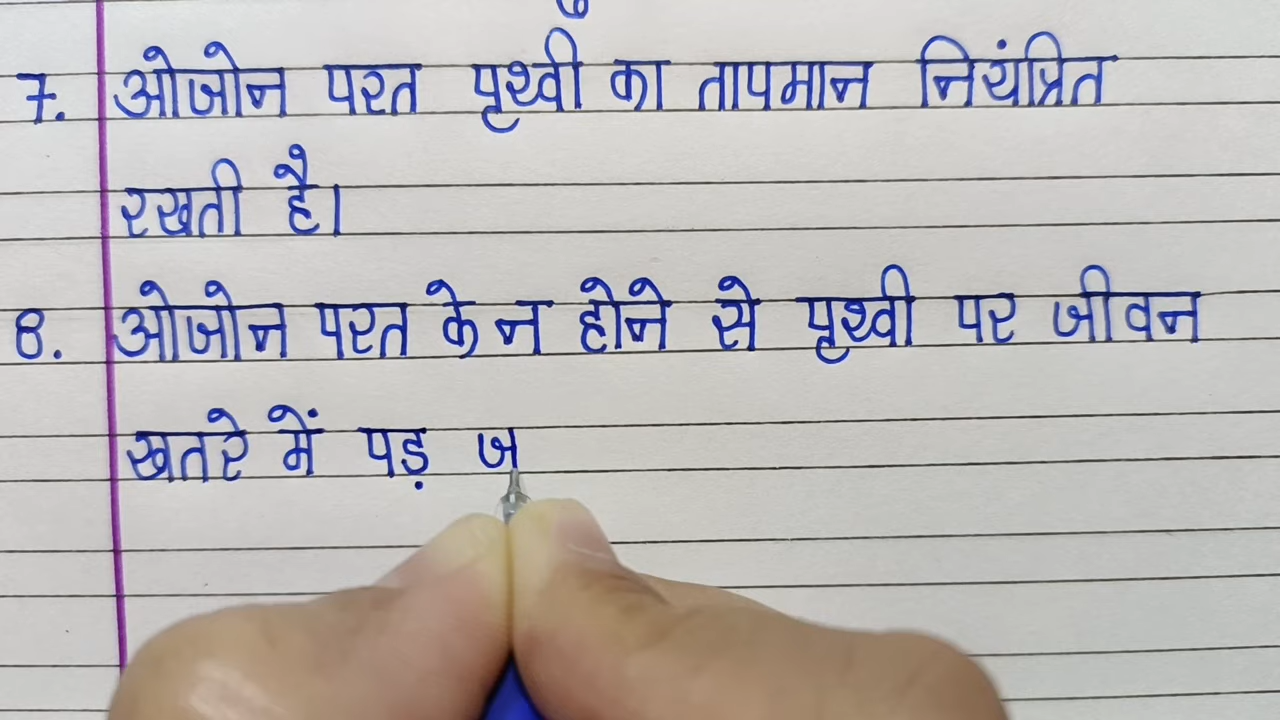 7. ओजोन परत पृथ्वी का तापमान नियंत्रित
रखती है।
8. ओजोन परत के न होने से पृथ्वी पर जीवन
खतरे में पड़ ज